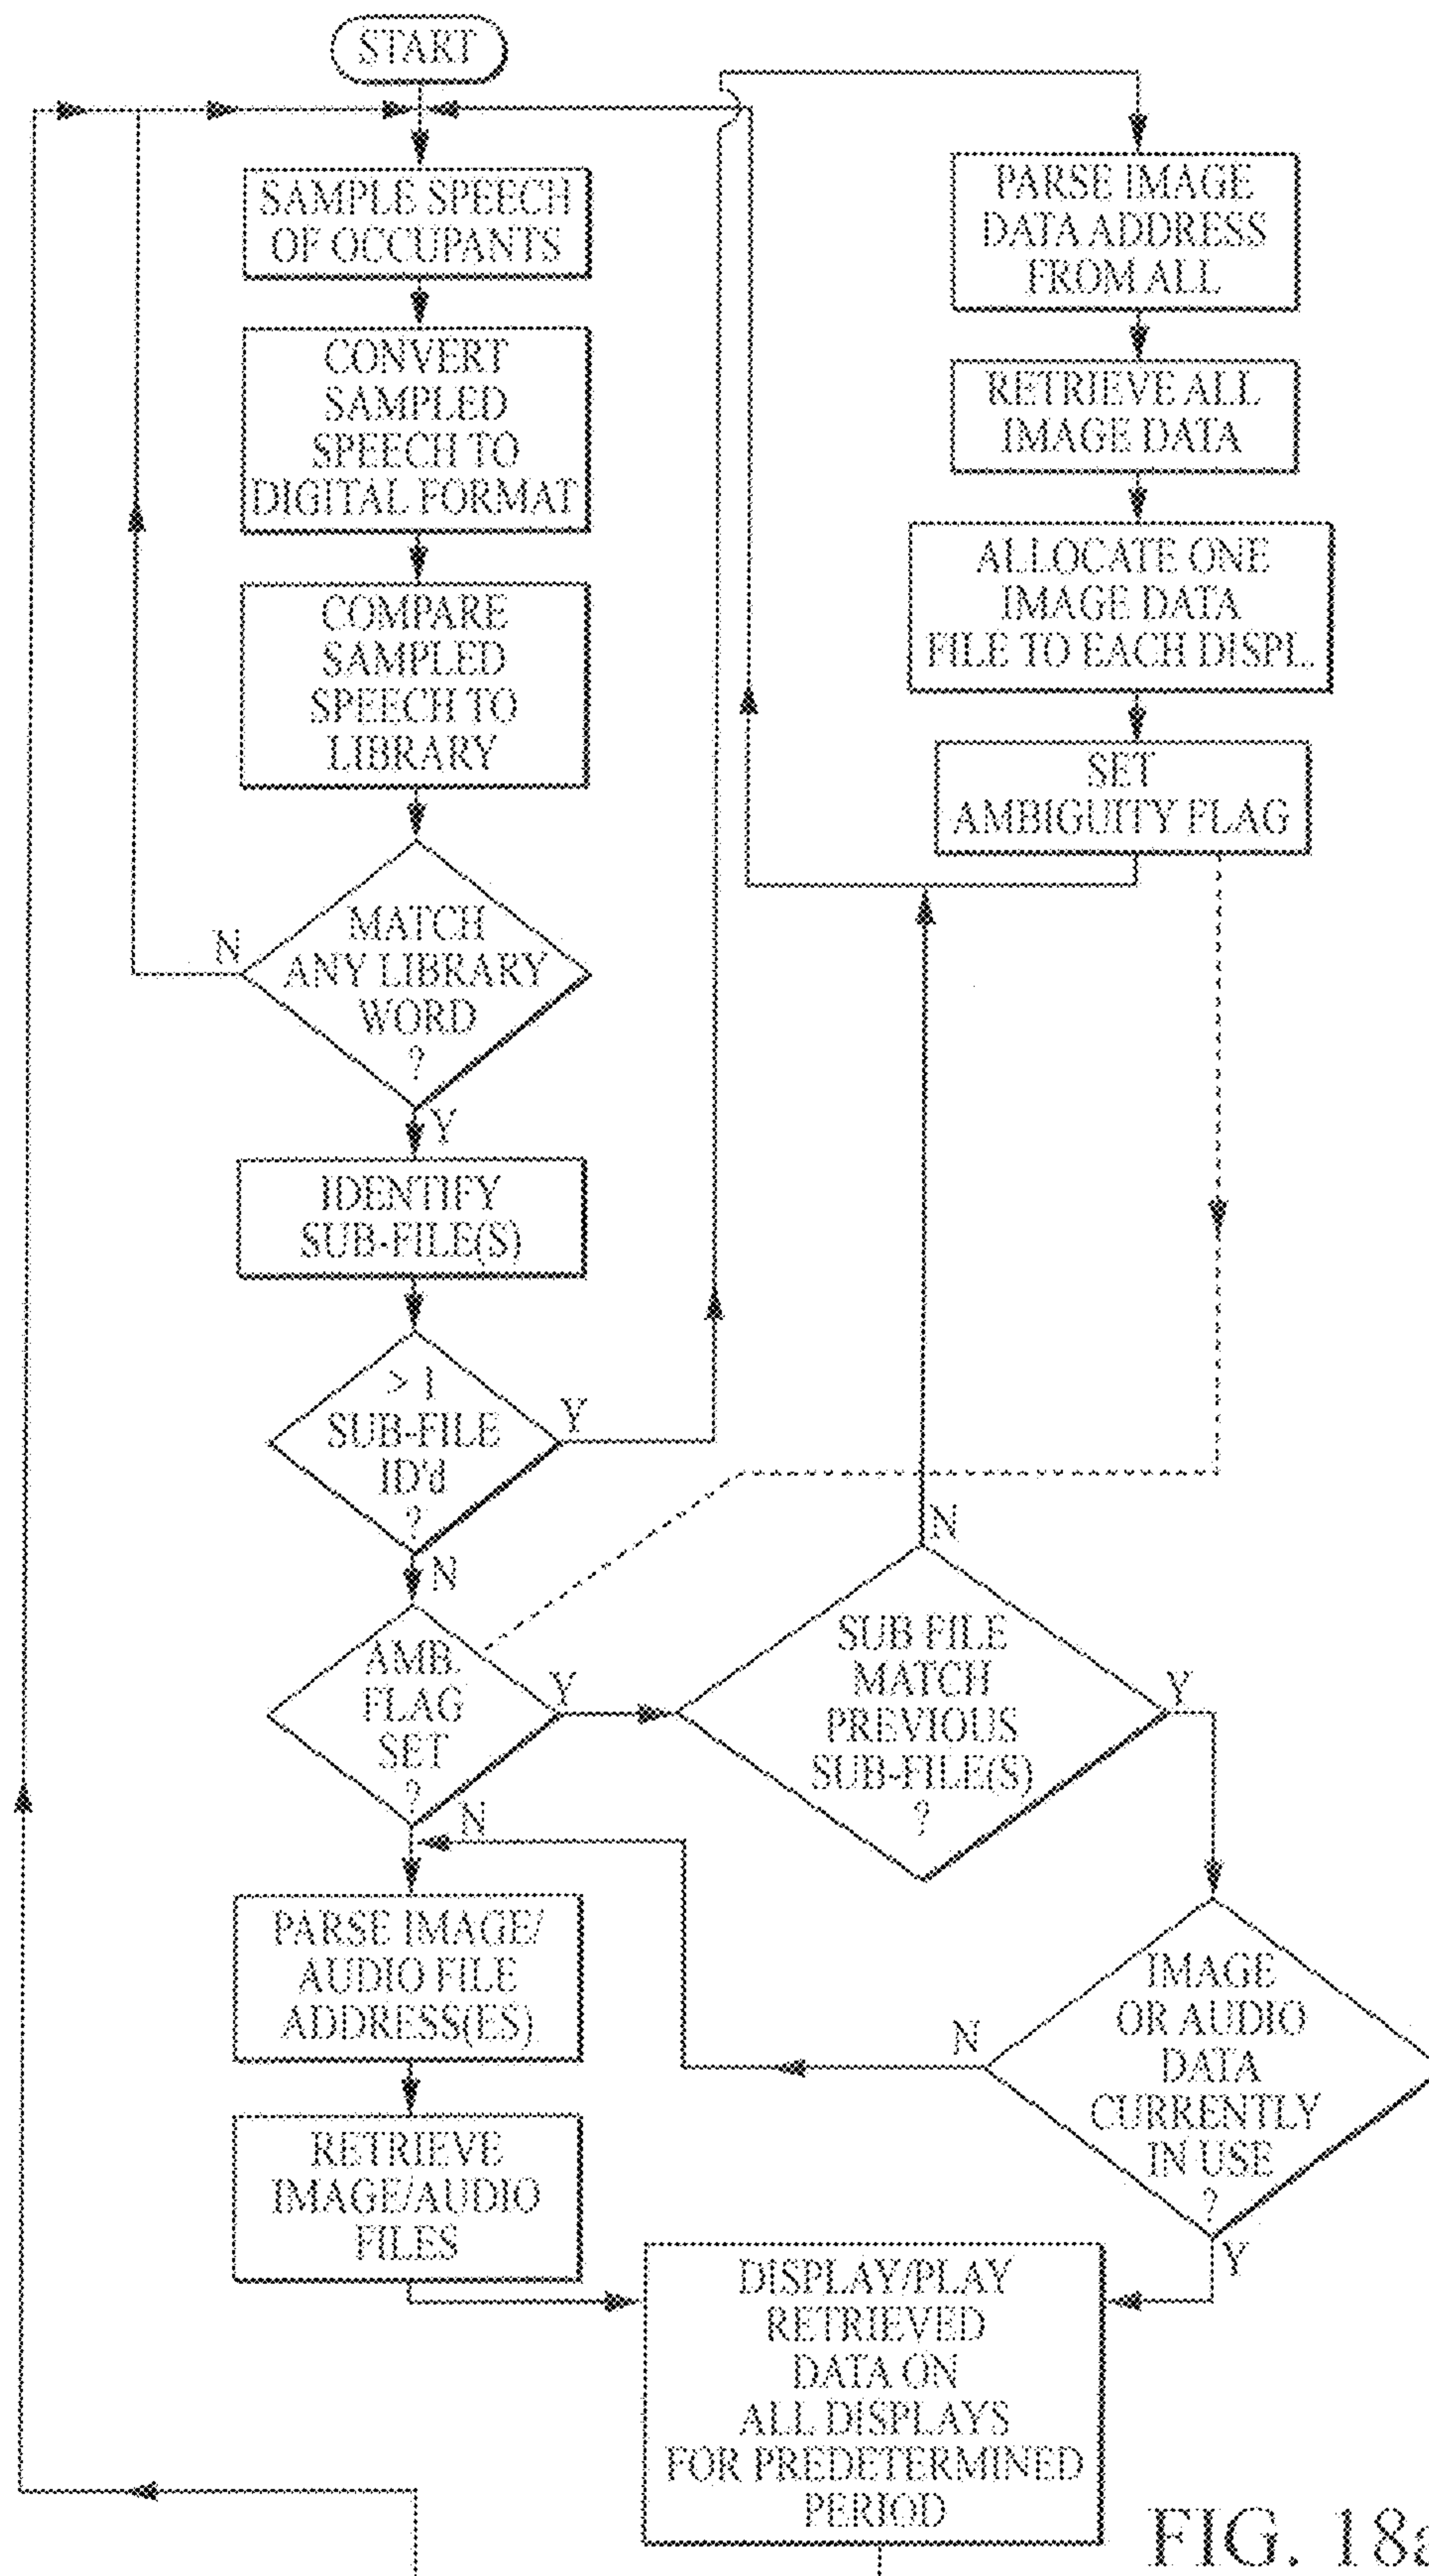 START
SAMPLE SPEECH
OF OCCUPANTS
CONVERT
SAMPLED
SPEECH TO
DIGITAL FORMAT
COMPARE
SAMPLED
SPEECH TO
LIBRARY
N
MATCH
ANY LIBRARY
WORD
?
Y
IDENTIFY
SUB-FILE(S)
> 1
SUB-FILE
ID'd
?
Y
N
AMB.
FLAG
SET
?
Y
N
PARSE IMAGE/
AUDIO FILE
ADDRESS(ES)
RETRIEVE
IMAGE/AUDIO
FILES
PARSE IMAGE
DATA ADDRESS
FROM ALL
RETRIEVE ALL
IMAGE DATA
ALLOCATE ONE
IMAGE DATA
FILE TO EACH DISPL.
SET
AMBIGUITY FLAG
N
SUB FILE
MATCH
PREVIOUS
SUB-FILE(S)
?
Y
N
IMAGE
OR AUDIO
DATA
CURRENTLY
IN USE
?
Y
DISPLAY/PLAY
RETRIEVED
DATA ON
ALL DISPLAYS
FOR PREDETERMINED
PERIOD
FIG. 18a